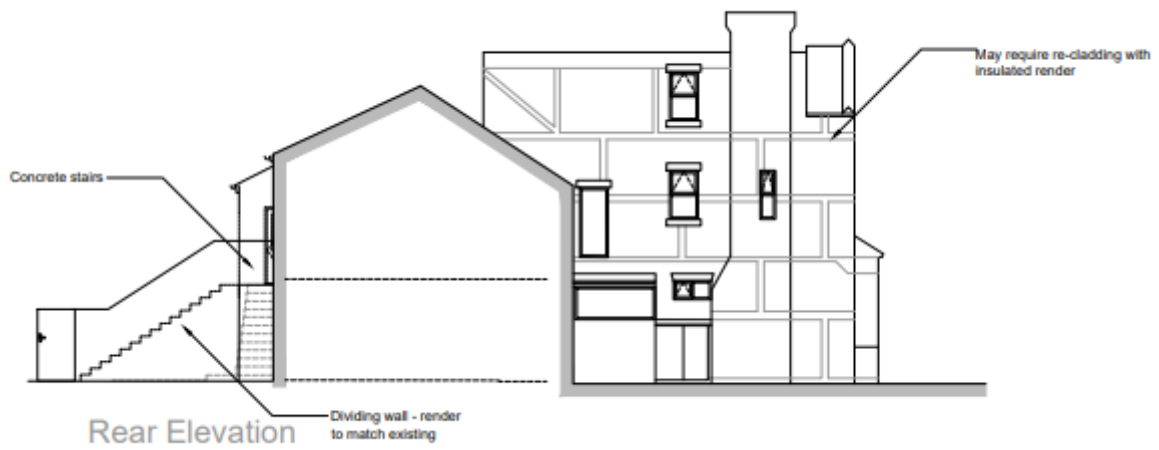 May require re-cladding with
insulated render
Concrete stairs
Dividing wall - render
to match existing
Rear Elevation